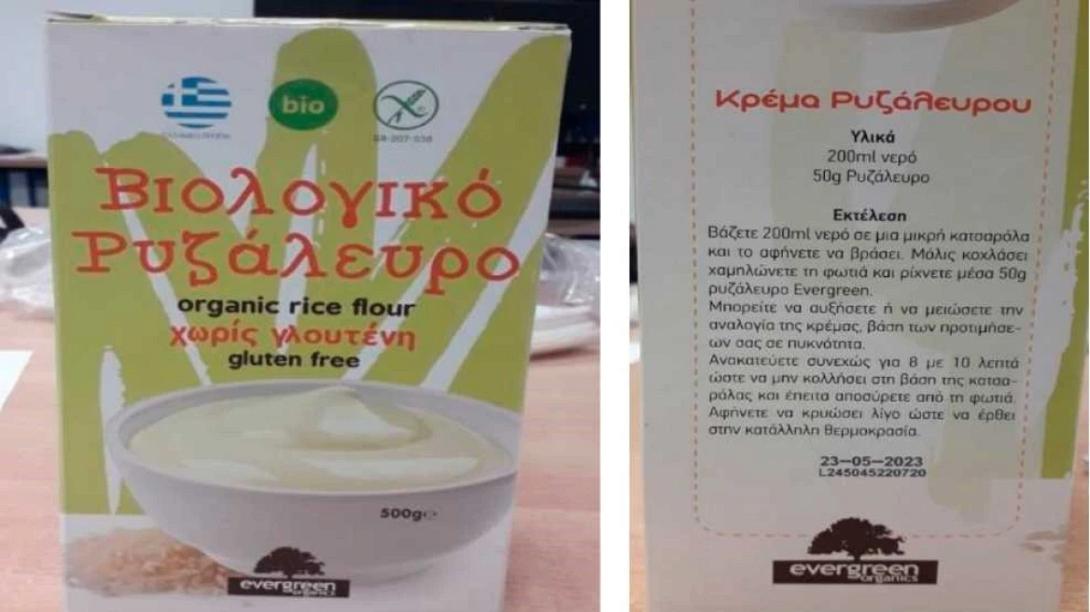 bio
GR-207-038
Βιολογικό
Ρυζάλευρο
organic rice flour
χωρίς γλουτένη
gluten free
500g℮
evergreen
organics
Κρέμα Ρυζάλευρου
Υλικά
200ml νερό
50g Ρυζάλευρο
Εκτέλεση
Βάζετε 200ml νερό σε μια μικρή κατσαρόλα
και το αφήνετε να βράσει. Μόλις κοχλάσει
χαμηλώνετε τη φωτιά και ρίχνετε μέσα 50g
ρυζάλευρο Evergreen.
Μπορείτε να αυξήσετε ή να μειώσετε την
αναλογία της κρέμας, βάση των προτιμήσε-
ων σας σε πυκνότητα.
Ανακατεύετε συνεχώς για 8 με 10 λεπτά
ώστε να μην κολλήσει στη βάση της κατσα-
ρόλας και έπειτα αποσύρετε από τη φωτιά.
Αφήνετε να κρυώσει λίγο ώστε να έρθει
στην κατάλληλη θερμοκρασία.
23-05-2023
L245045220720
evergreen
organics